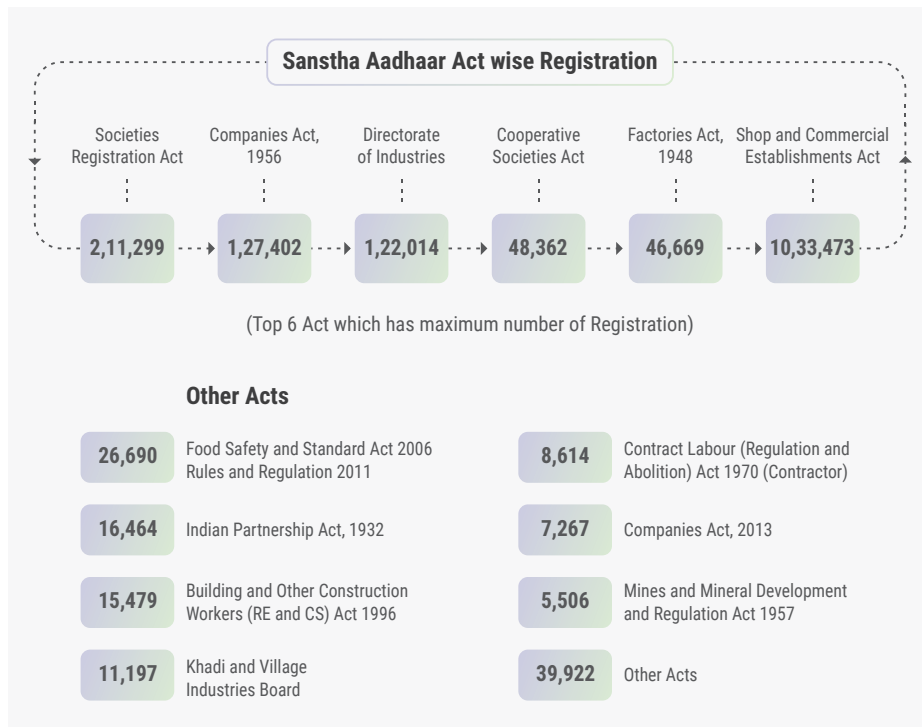 Sanstha Aadhaar Act wise Registration
Societies
Registration Act
2,11,299
Companies Act,
1956
1,27,402
Directorate
of Industries
1,22,014
Cooperative
Societies Act
48,362
Factories Act,
1948
46,669
Shop and Commercial
Establishments Act
10,33,473
(Top 6 Act which has maximum number of Registration)
Other Acts
26,690
Food Safety and Standard Act 2006
Rules and Regulation 2011
16,464
Indian Partnership Act, 1932
15,479
Building and Other Construction
Workers (RE and CS) Act 1996
11,197
Khadi and Village
Industries Board
8,614
Contract Labour (Regulation and
Abolition) Act 1970 (Contractor)
7,267
Companies Act, 2013
5,506
Mines and Mineral Development
and Regulation Act 1957
39,922
Other Acts